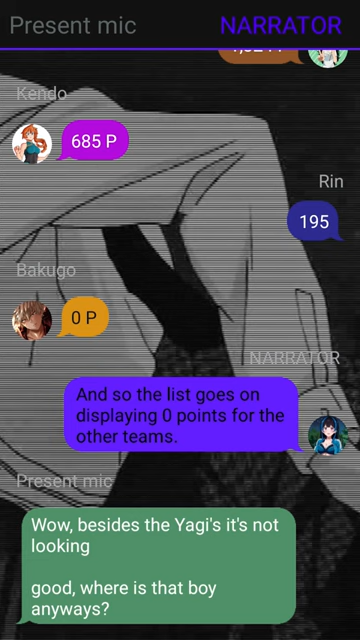 Present mic
NARRATOR
Kendo
685 P
Rin
195
Bakugo
0 P
NARRATOR
And so the list goes on
displaying 0 points for the
other teams.
Present mic
Wow, besides the Yagi's it's not
looking
good, where is that boy
anyways?